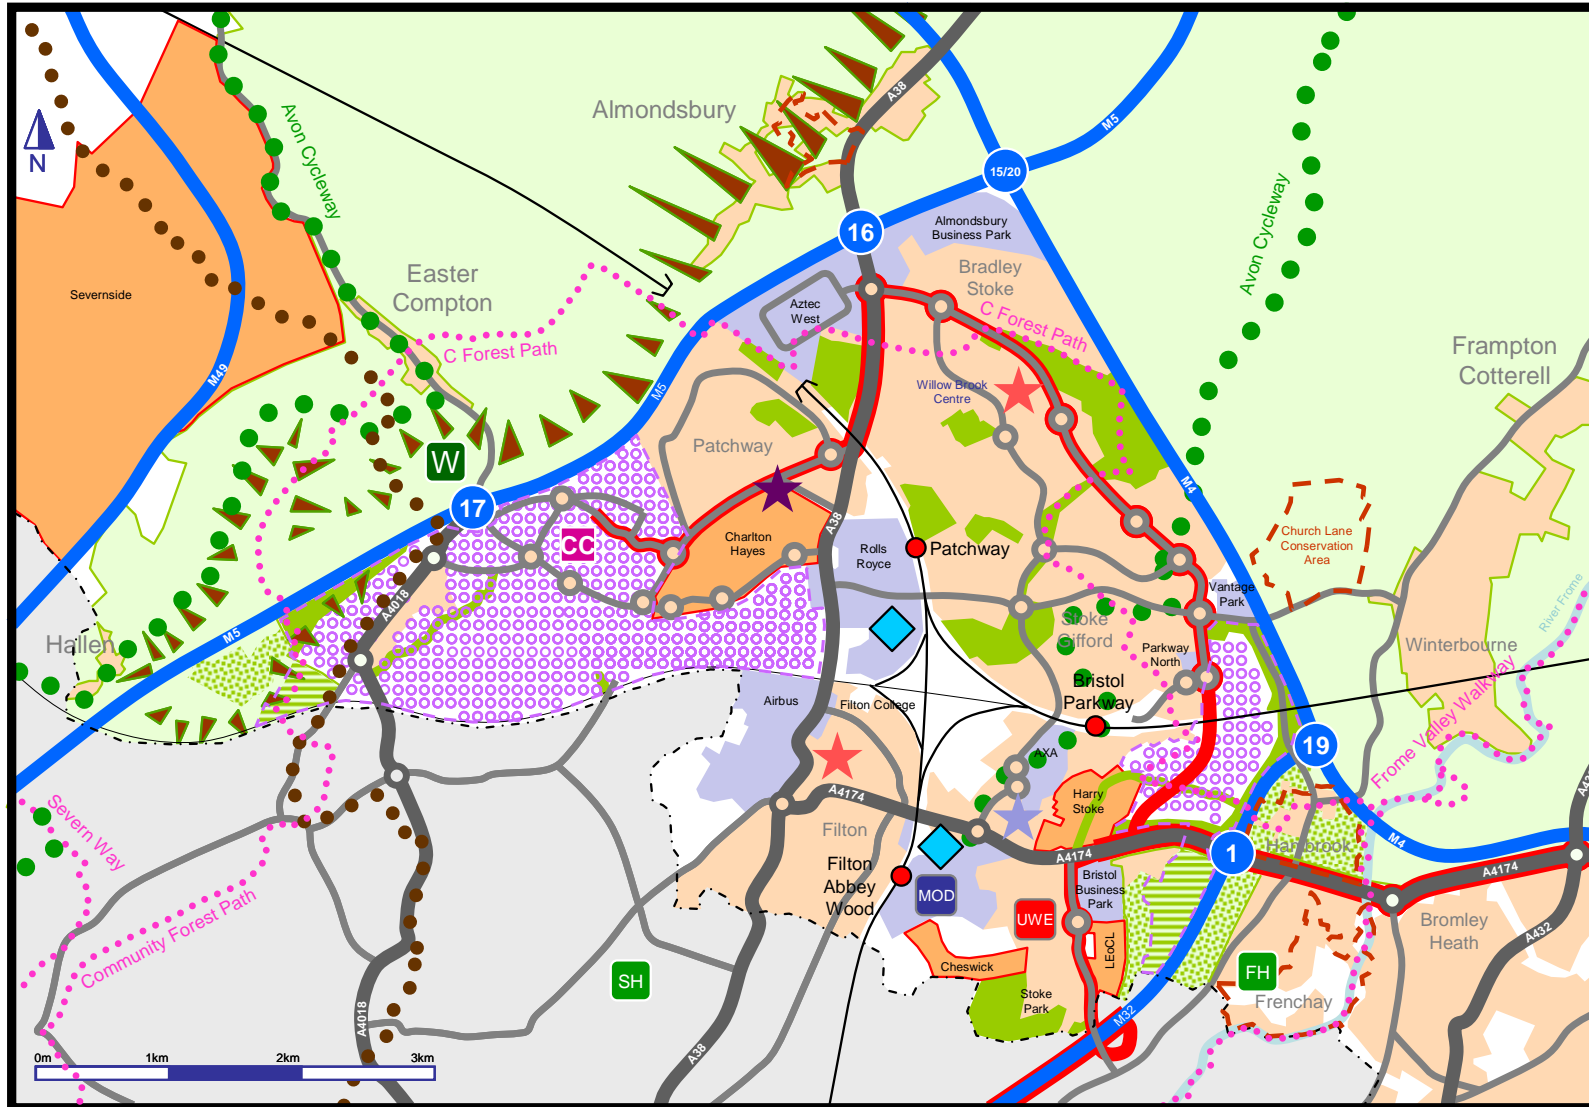 A38
Almondsbury
M5
15/20
N
Avon Cycleway
Avon Cycleway
16
Almondsbury
Business Park
Bradley
Stoke
Easter
Compton
Severnside
Aztec
West
C Forest Path
C Forest Path
M49
M5
Frampton
Cotterell
Willow Brook
Centre
Patchway
W
M4
17
A38
CC
Charlton
Hayes
Rolls
Royce
Patchway
Church Lane
Conservation
Area
A4018
Vantage
Park
River Frome
M5
Hallen
Stoke
Gifford
Parkway
North
Winterbourne
Bristol
Parkway
Airbus
Filton College
Frome Valley Walkway
19
AXA
A4174
Harry
Stoke
Severn Way
Filton
A432
M4
Hambrook
1
A4174
A4174
Filton
Abbey
Wood
MOD
Bristol
Business
Park
UWE
Bromley
Heath
A432
Community Forest Path
Cheswick
LEoCL
SH
FH
Stoke
Park
Frenchay
M32
A4018
A38
0m
1km
2km
3km